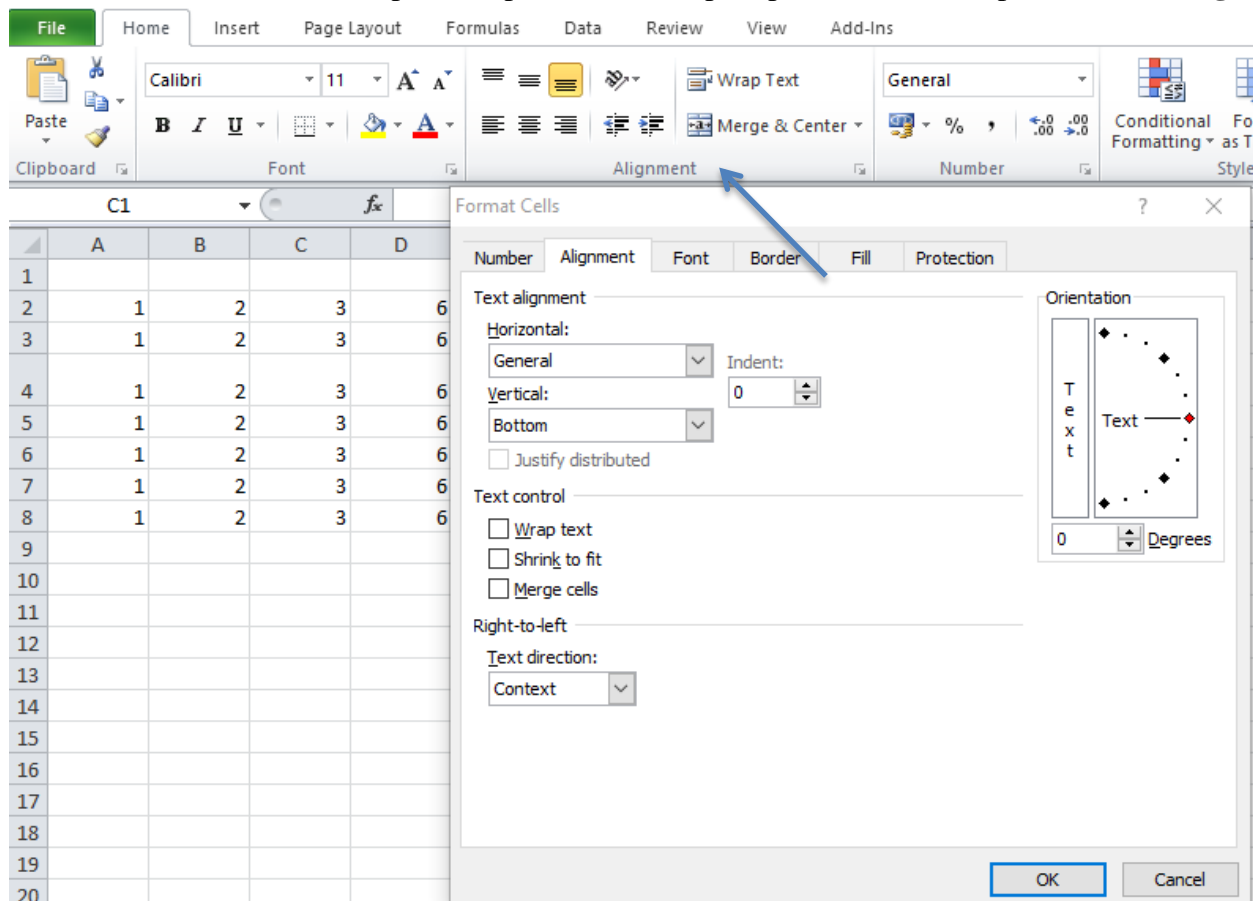 File Home Insert Page Layout Formulas Data Review View Add-Ins
Calibri 11 A A Wrap Text General
Paste B I U A Merge & Center % , .0 .00 .00 .0 Conditional Formatting as T
Clipboard Font Alignment Number Style
C1 fx
Format Cells ?
A B C D
Number Alignment Font Border Fill Protection
1
2 1 2 3 6
3 1 2 3 6
4 1 2 3 6
5 1 2 3 6
6 1 2 3 6
7 1 2 3 6
8 1 2 3 6
9
10
11
12
13
14
15
16
17
18
19
20
Text alignment
Horizontal:
General
Indent:
0
Vertical:
Bottom
Justify distributed
Text control
Wrap text
Shrink to fit
Merge cells
Right-to-left
Text direction:
Context
Orientation
Text
Text
0 Degrees
OK Cancel